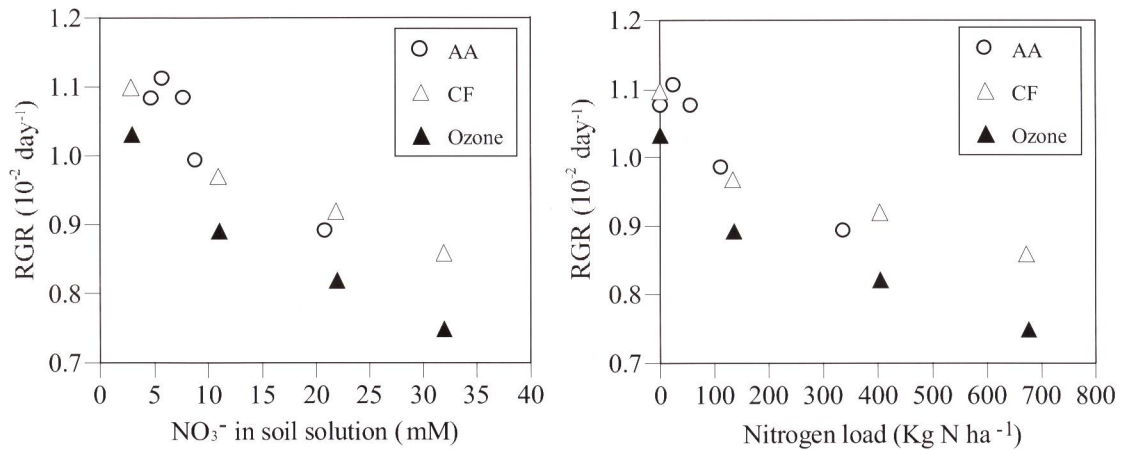 1.2
1.1
1.0
0.9
0.8
0.7
RGR (10⁻² day⁻¹)
AA
CF
Ozone
0 5 10 15 20 25 30 35 40
NO₃⁻ in soil solution (mM)
1.2
1.1
1.0
0.9
0.8
0.7
RGR (10⁻² day⁻¹)
AA
CF
Ozone
0 100 200 300 400 500 600 700 800
Nitrogen load (Kg N ha ⁻¹)